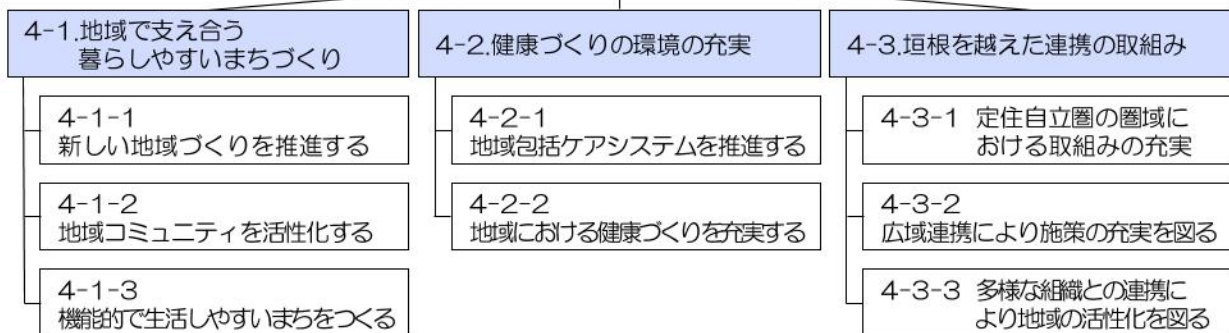 4-1.地域で支え合う
暮らしやすいまちづくり
4-1-1
新しい地域づくりを推進する
4-1-2
地域コミュニティを活性化する
4-1-3
機能的で生活しやすいまちをつくる
4-2.健康づくりの環境の充実
4-2-1
地域包括ケアシステムを推進する
4-2-2
地域における健康づくりを充実する
4-3.垣根を越えた連携の取組み
4-3-1 定住自立圏の圏域に
おける取組みの充実
4-3-2
広域連携により施策の充実を図る
4-3-3 多様な組織との連携に
より地域の活性化を図る